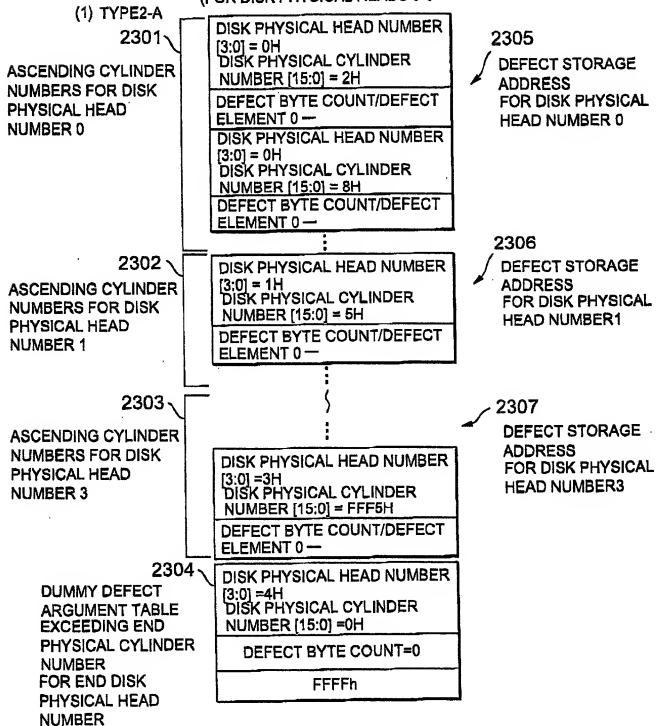 (1) TYPE2-A
2301
ASCENDING CYLINDER
NUMBERS FOR DISK
PHYSICAL HEAD
NUMBER 0
DISK PHYSICAL HEAD NUMBER
[3:0] = 0H
DISK PHYSICAL CYLINDER
NUMBER [15:0] = 2H
DEFECT BYTE COUNT/DEFECT
ELEMENT 0 —
DISK PHYSICAL HEAD NUMBER
[3:0] = 0H
DISK PHYSICAL CYLINDER
NUMBER [15:0] = 8H
DEFECT BYTE COUNT/DEFECT
ELEMENT 0 —
2305
DEFECT STORAGE
ADDRESS
FOR DISK PHYSICAL
HEAD NUMBER 0
2302
ASCENDING CYLINDER
NUMBERS FOR DISK
PHYSICAL HEAD
NUMBER 1
DISK PHYSICAL HEAD NUMBER
[3:0] = 1H
DISK PHYSICAL CYLINDER
NUMBER [15:0] = 5H
DEFECT BYTE COUNT/DEFECT
ELEMENT 0 —
2306
DEFECT STORAGE
ADDRESS
FOR DISK PHYSICAL
HEAD NUMBER1
2303
ASCENDING CYLINDER
NUMBERS FOR DISK
PHYSICAL HEAD
NUMBER 3
DISK PHYSICAL HEAD NUMBER
[3:0] =3H
DISK PHYSICAL CYLINDER
NUMBER [15:0] = FFF5H
DEFECT BYTE COUNT/DEFECT
ELEMENT 0 —
2307
DEFECT STORAGE
ADDRESS
FOR DISK PHYSICAL
HEAD NUMBER3
2304
DUMMY DEFECT
ARGUMENT TABLE
EXCEEDING END
PHYSICAL CYLINDER
NUMBER
FOR END DISK
PHYSICAL HEAD
NUMBER
DISK PHYSICAL HEAD NUMBER
[3:0] =4H
DISK PHYSICAL CYLINDER
NUMBER [15:0] =0H
DEFECT BYTE COUNT=0
FFFFh